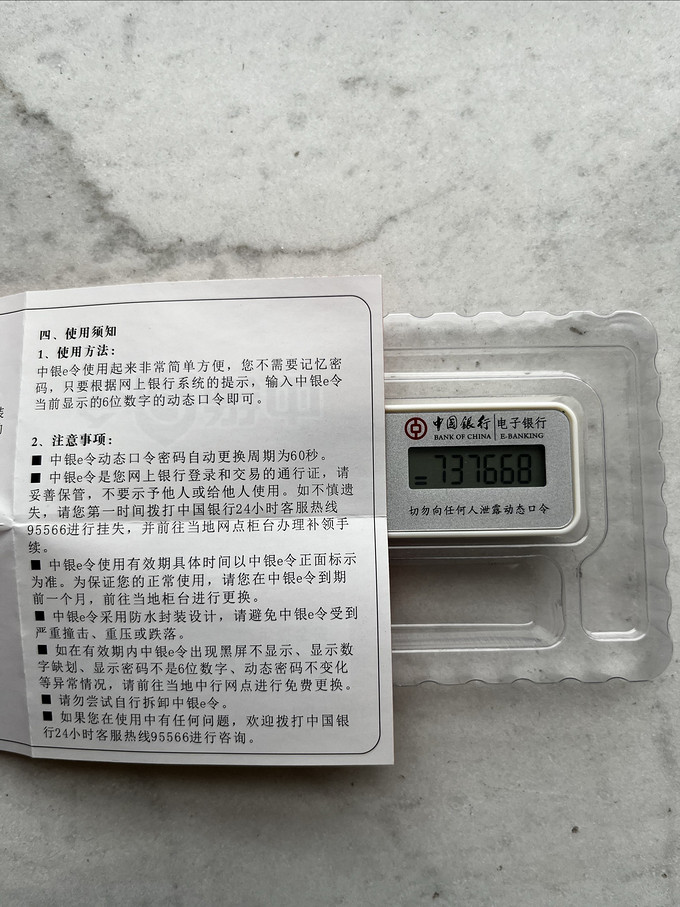 四、使用须知
1、使用方法：
中银e令使用起来非常简单方便，您不需要记忆密
码，只要根据网上银行系统的提示，输入中银e令
当前显示的6位数字的动态口令即可。
2、注意事项：
■ 中银e令动态口令密码自动更换周期为60秒。
■ 中银e令是您网上银行登录和交易的通行证，请
妥善保管，不要示予他人或给他人使用。如不慎遗
失，请您第一时间拨打中国银行24小时客服热线
95566进行挂失，并前往当地网点柜台办理补领手
续。
■ 中银e令使用有效期具体时间以中银e令正面标示
为准。为保证您的正常使用，请您在中银e令到期
前一个月，前往当地柜台进行更换。
■ 中银e令采用防水封装设计，请避免中银e令受到
严重撞击、重压或跌落。
■ 如在有效期内中银e令出现黑屏不显示、显示数
字缺划、显示密码不是6位数字、动态密码不变化
等异常情况，请前往当地中行网点进行免费更换。
■ 请勿尝试自行拆卸中银e令。
■ 如果您在使用中有任何问题，欢迎拨打中国银
行24小时客服热线95566进行咨询。
中国银行 电子银行
BANK OF CHINA E-BANKING
737668
切勿向任何人泄露动态口令